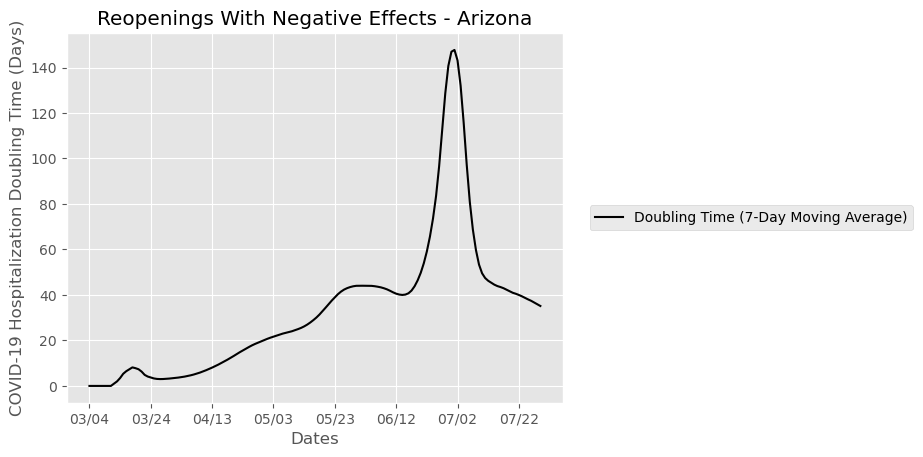 Reopenings With Negative Effects - Arizona
COVID-19 Hospitalization Doubling Time (Days)
140
120
100
80
60
40
20
0
03/04 03/24 04/13 05/03 05/23 06/12 07/02 07/22
Dates
Doubling Time (7-Day Moving Average)